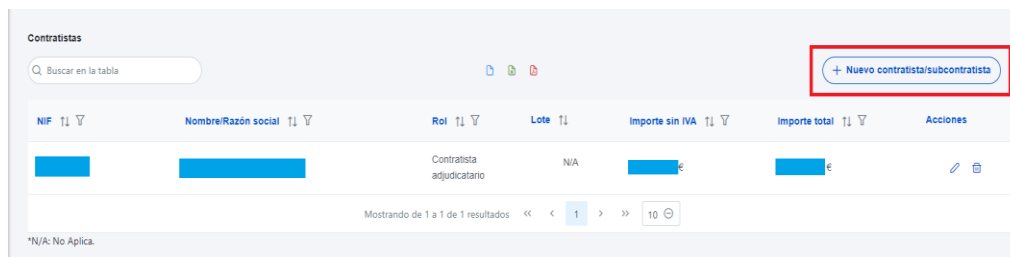 Contratistas
Buscar en la tabla
+ Nuevo contratista/subcontratista
NIF Nombre/Razón social Rol Lote Importe sin IVA Importe total Acciones
Contratista adjudicatario N/A € €
Mostrando de 1 a 1 de 1 resultados « < 1 > » 10
*N/A: No Aplica.